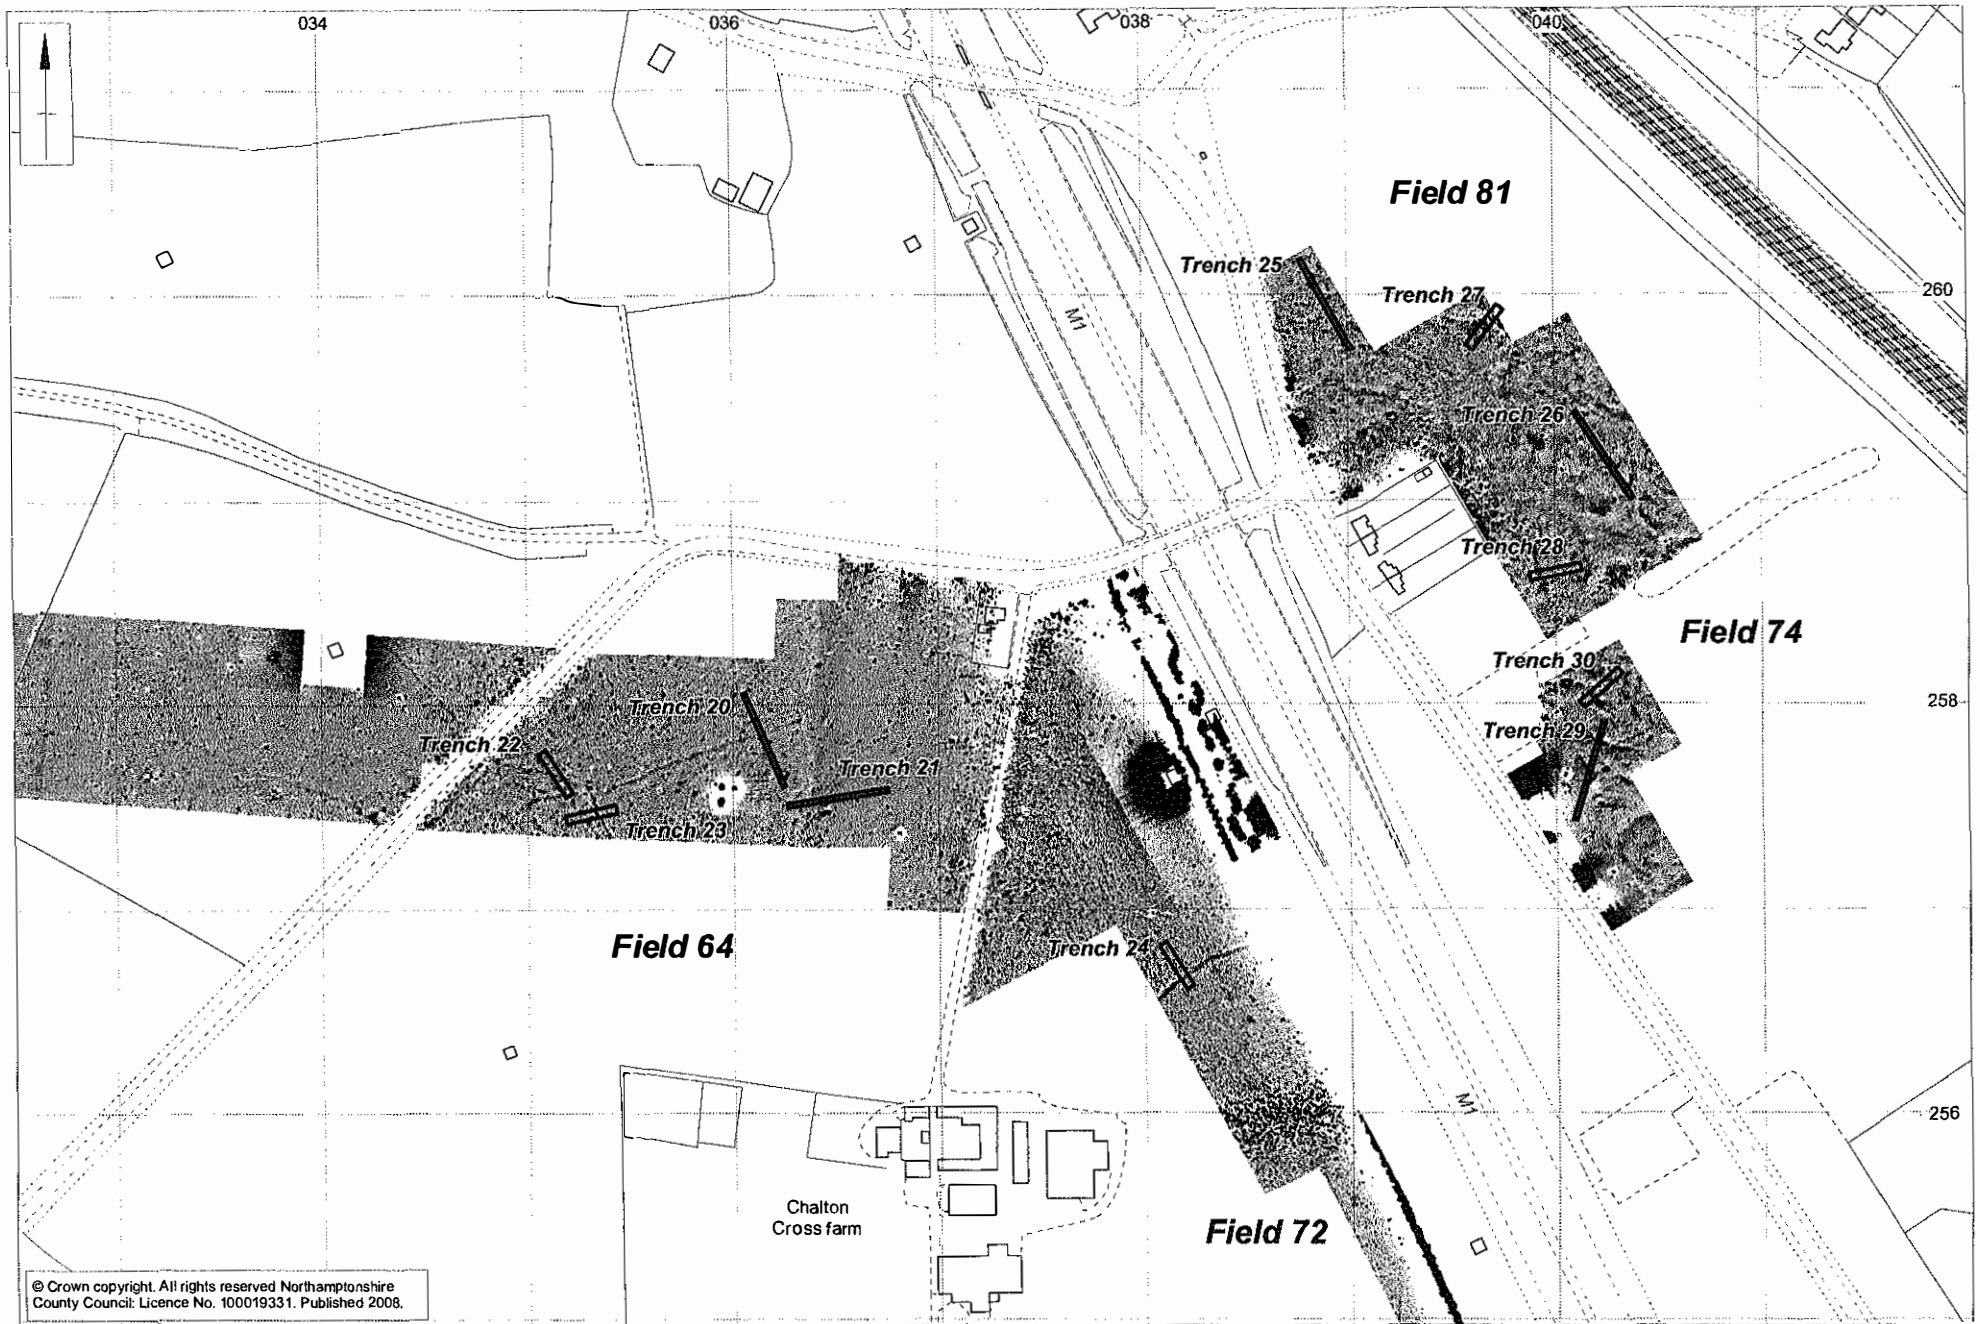 034
036
038
040
Field 81
Trench 25
Trench 27
260
M1
Trench 26
Trench 28
Field 74
Trench 30
258
Trench 20
Trench 29
Trench 22
Trench 21
Trench 23
Field 64
Trench 24
M1
256
Chalton
Cross farm
Field 72
© Crown copyright. All rights reserved Northamptonshire
County Council: Licence No. 100019331. Published 2008.